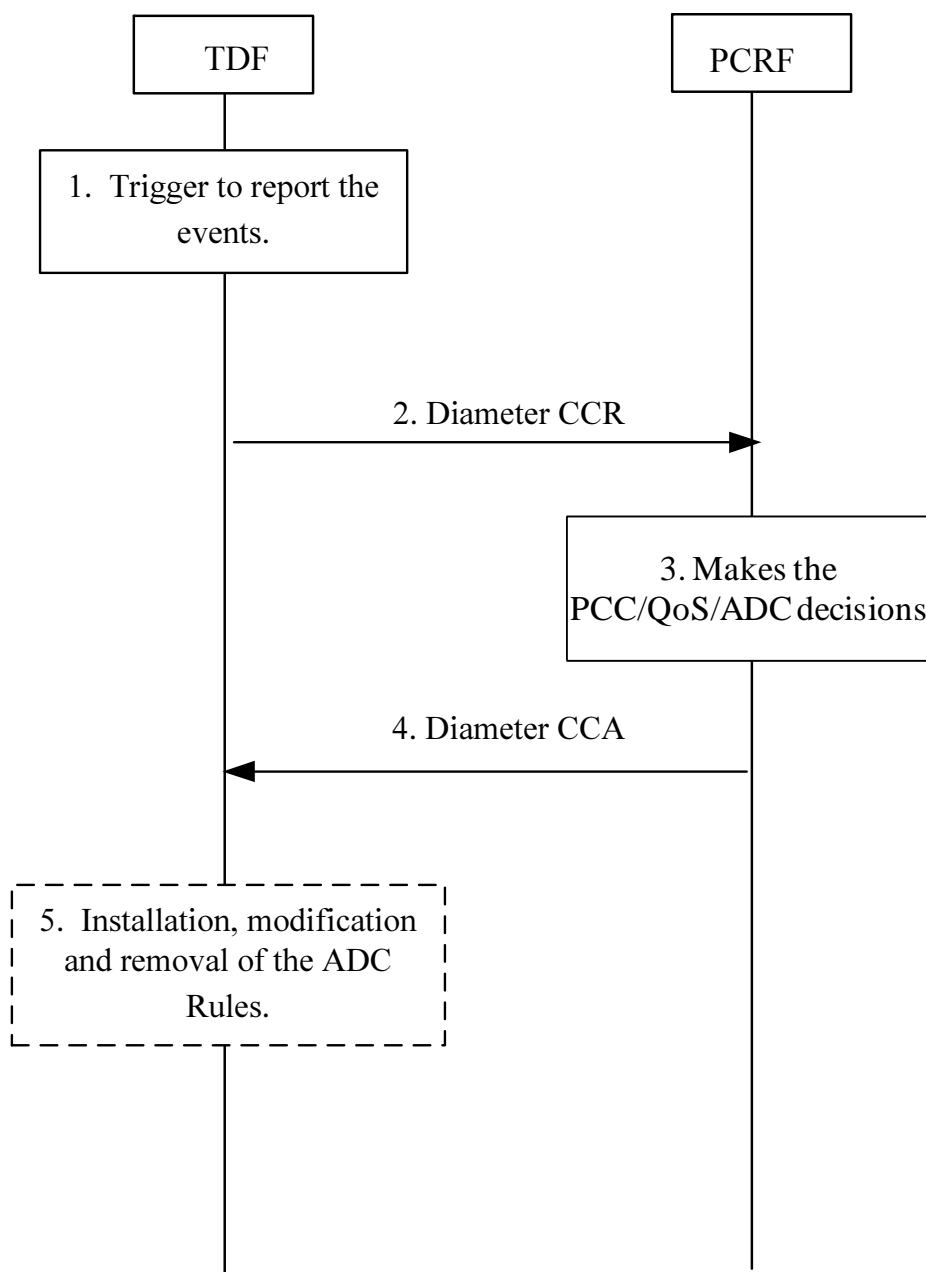 TDF
PCRF
1. Trigger to report the
events.
2. Diameter CCR
3. Makes the
PCC/QoS/ADC decisions
4. Diameter CCA
5. Installation, modification
and removal of the ADC
Rules.